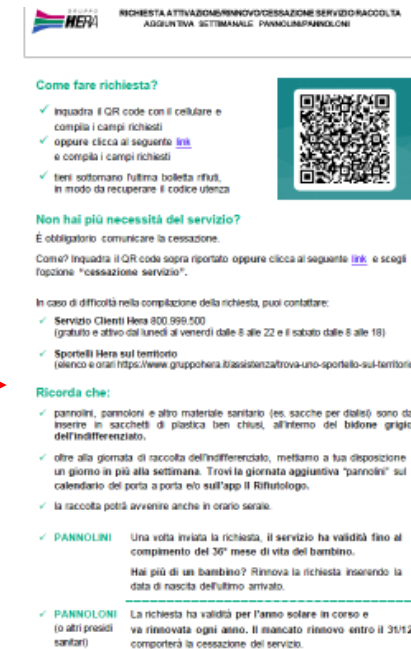 GRUPPO
HERA
RICHIESTA ATTIVAZIONE/RINNOVO/CESSAZIONE SERVIZIO RACCOLTA
AGGIUNTIVA SETTIMANALE PANNOLINI/PANNOLONI
Come fare richiesta?
✓ inquadra il QR code con il cellulare e
compila i campi richiesti
✓ oppure clicca al seguente link
e compila i campi richiesti
✓ tieni sottomano l'ultima bolletta rifiuti,
in modo da recuperare il codice utenza
Non hai più necessità del servizio?
È obbligatorio comunicare la cessazione.
Come? Inquadra il QR code sopra riportato oppure clicca al seguente link e scegli
l'opzione "cessazione servizio".
In caso di difficoltà nella compilazione della richiesta, puoi contattare:
✓ Servizio Clienti Hera 800.999.500
(gratuito e attivo dal lunedì al venerdì dalle 8 alle 22 e il sabato dalle 8 alle 18)
✓ Sportelli Hera sul territorio
(elenco e orari https://www.gruppohera.it/assistenza/trova-uno-sportello-sul-territorio
Ricorda che:
✓ pannolini, pannoloni e altro materiale sanitario (es. sacche per dialisi) sono da
inserire in sacchetti di plastica ben chiusi, all'interno del bidone grigio
dell'indifferenziato.
✓ oltre alla giornata di raccolta dell'indifferenziato, mettiamo a tua disposizione
un giorno in più alla settimana. Trovi la giornata aggiuntiva "pannolini" sul
calendario del porta a porta e/o sull'app Il Rifiutologo.
✓ la raccolta potrà avvenire anche in orario serale.
✓ PANNOLINI Una volta inviata la richiesta, il servizio ha validità fino al
compimento del 36° mese di vita del bambino.
Hai più di un bambino? Rinnova la richiesta inserendo la
data di nascita dell'ultimo arrivato.
✓ PANNOLONI La richiesta ha validità per l'anno solare in corso e
(o altri presidi va rinnovata ogni anno. Il mancato rinnovo entro il 31/12
sanitari) comporterà la cessazione del servizio.